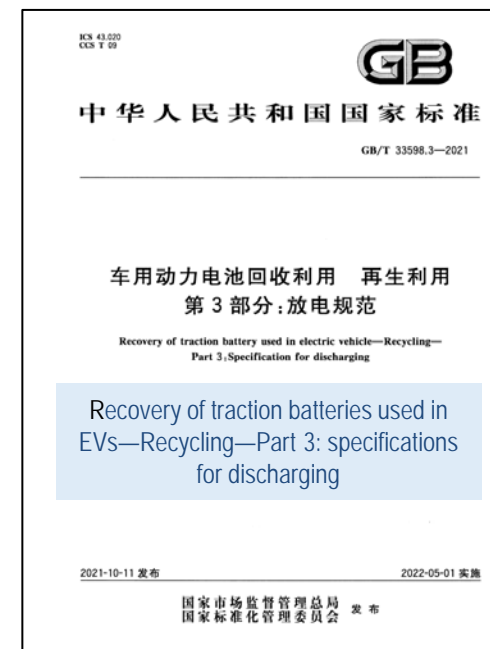 ICS 43.020
CCS T 09
GB
中华人民共和国国家标准
GB/T 33598.3—2021
车用动力电池回收利用 再生利用
第3部分:放电规范
Recovery of traction battery used in electric vehicle—Recycling—
Part 3:Specification for discharging
Recovery of traction batteries used in
EVs—Recycling—Part 3: specifications
for discharging
2021-10-11 发布
2022-05-01 实施
国家市场监督管理总局
国家标准化管理委员会
发布